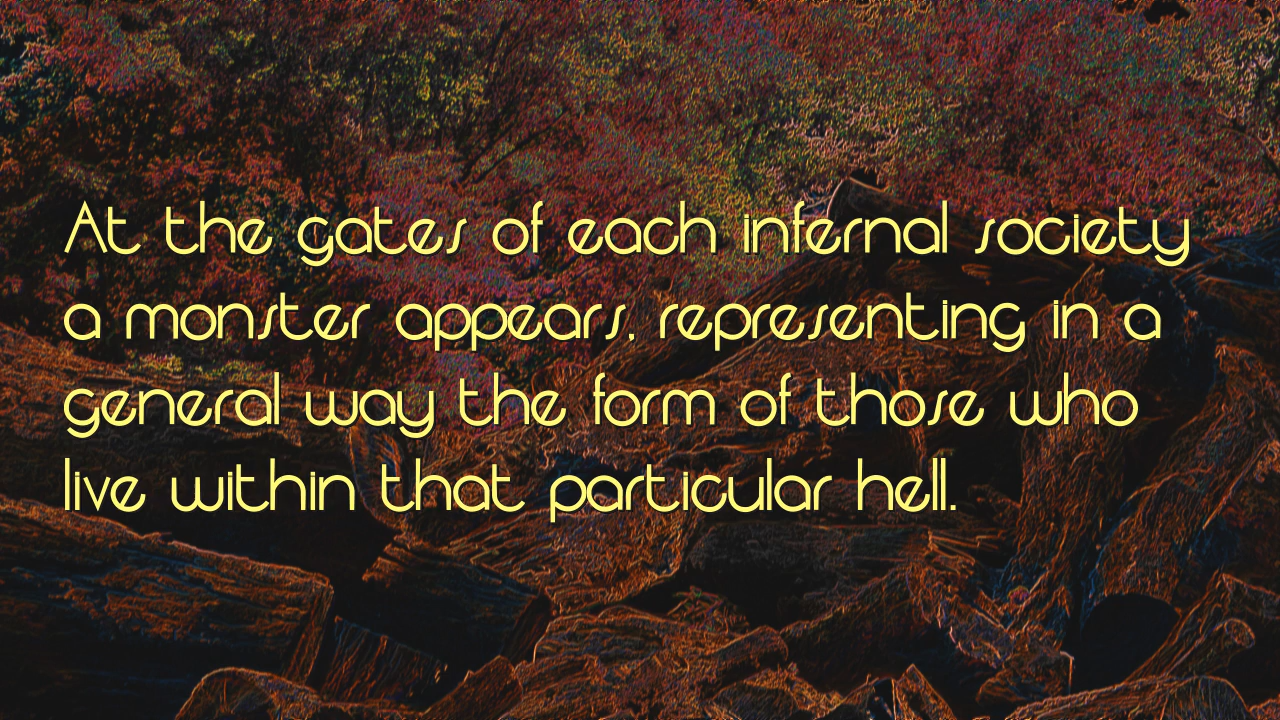 At the gates of each infernal society
a monster appears, representing in a
general way the form of those who
live within that particular hell.